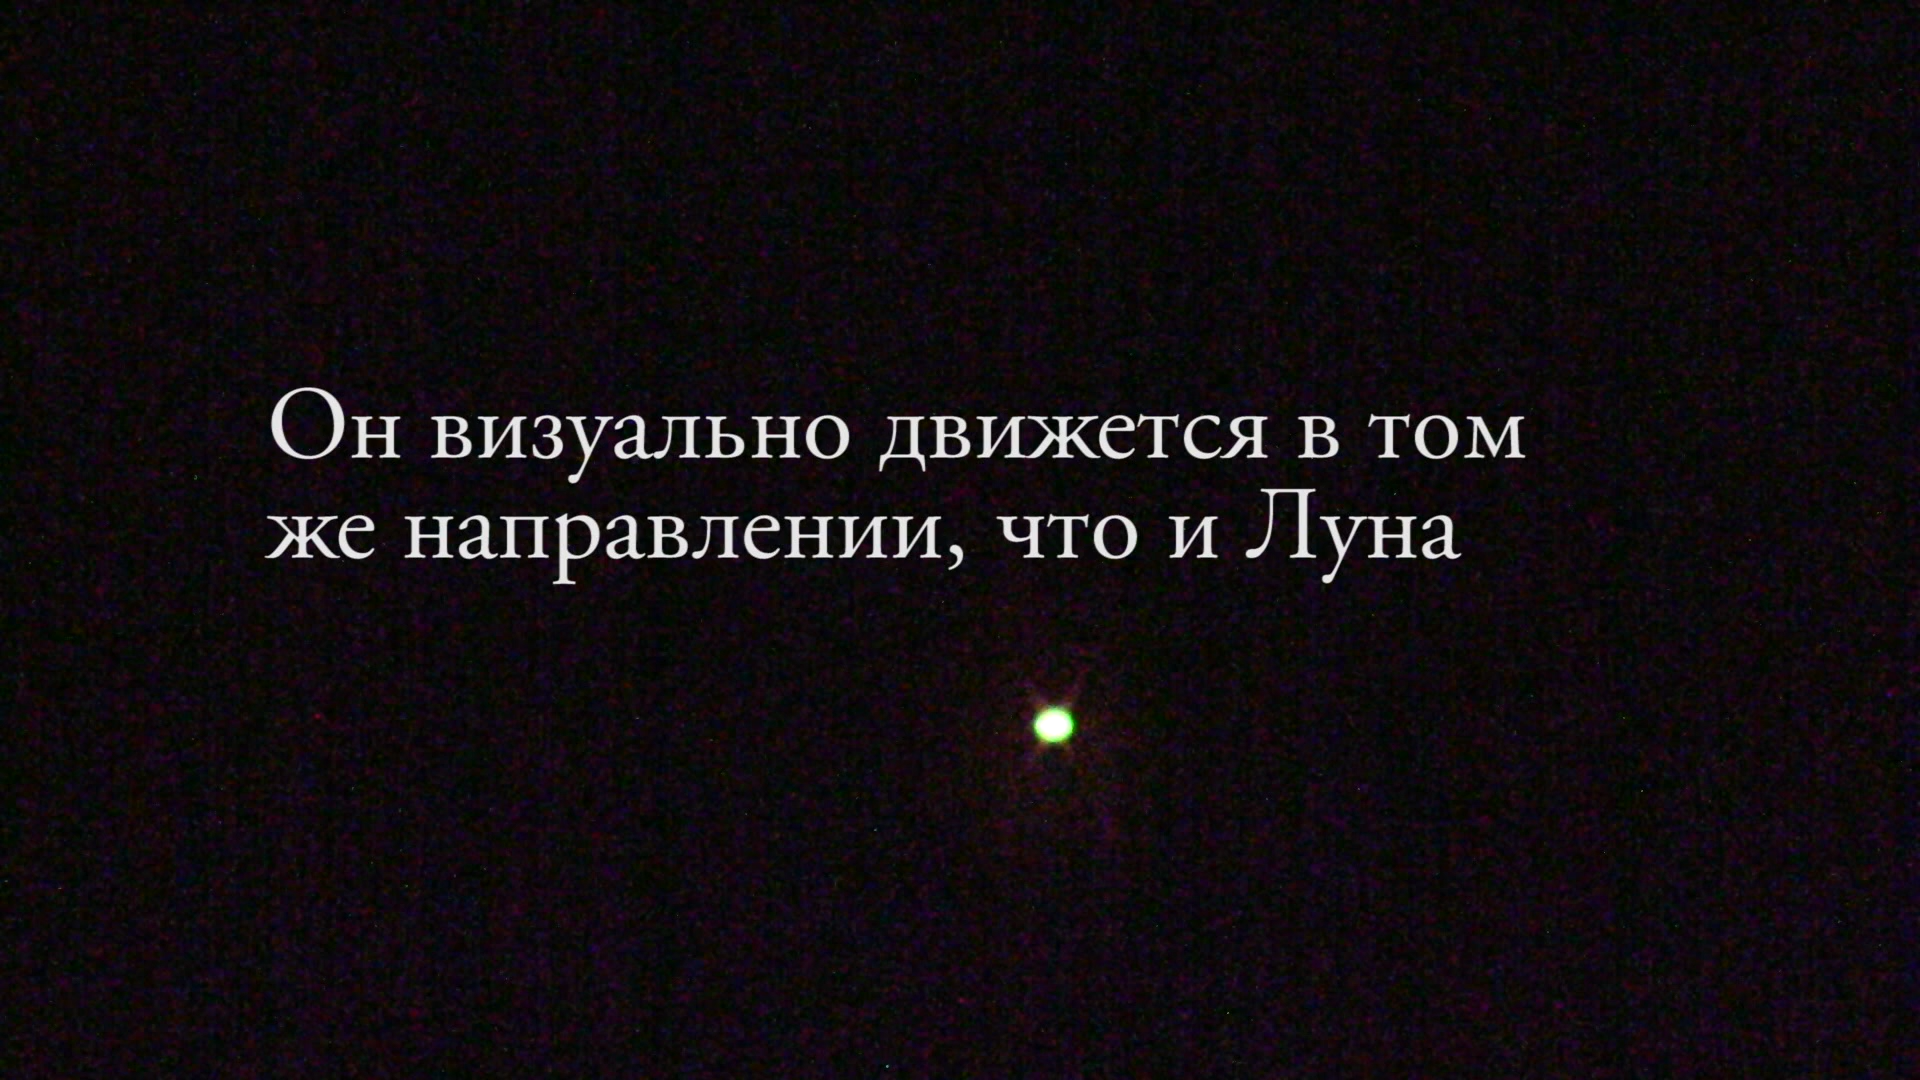 Он визуально движется в том
же направлении, что и Луна